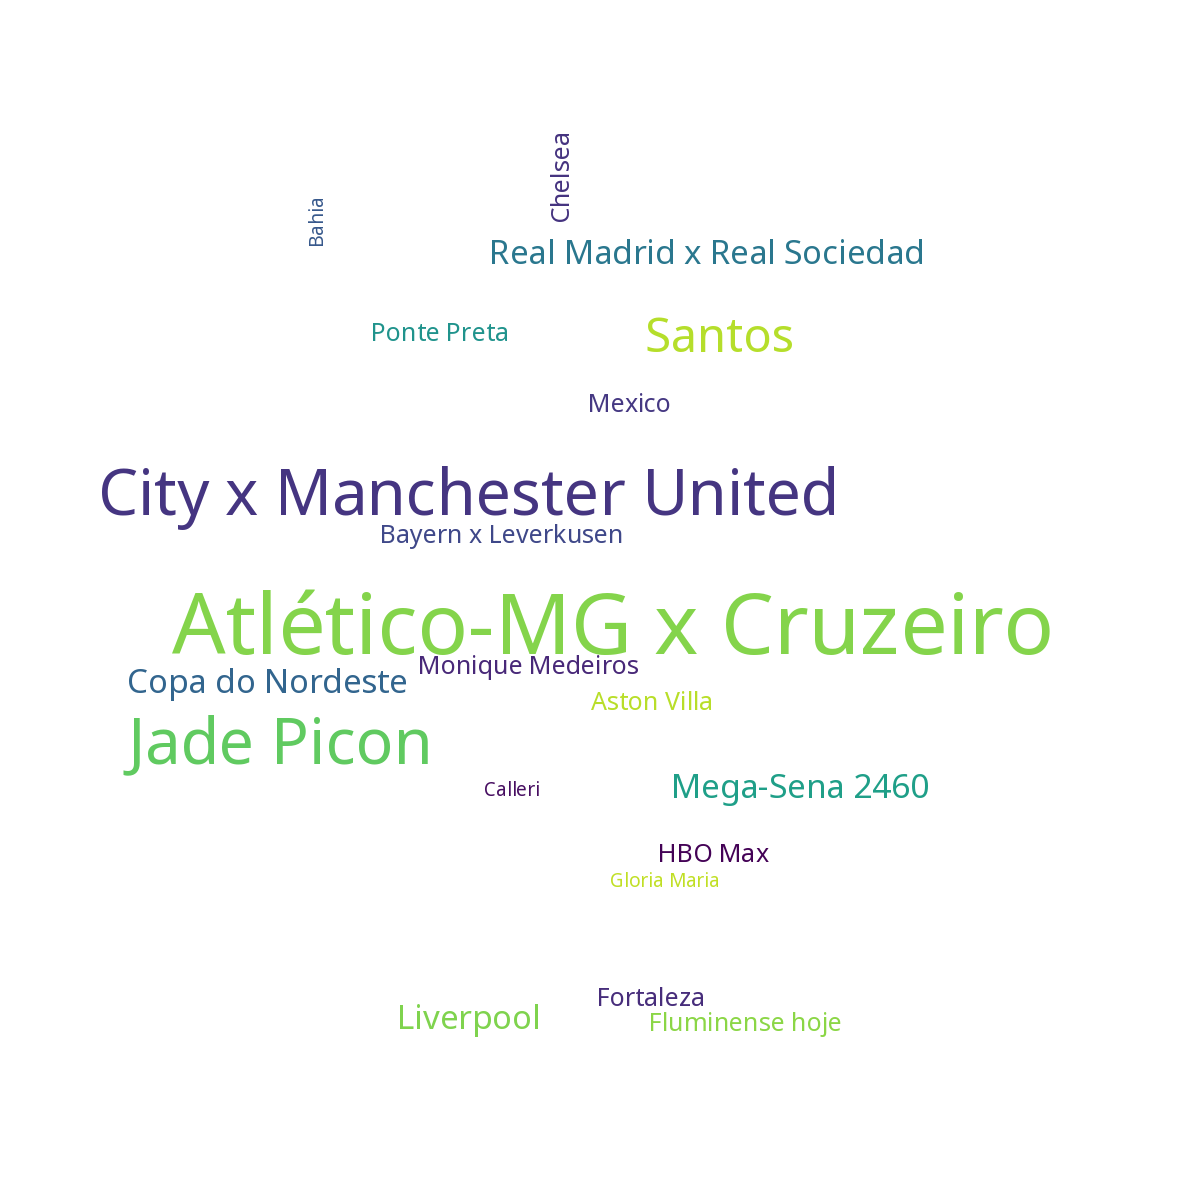 Chelsea
Bahia
Real Madrid x Real Sociedad
Ponte Preta
Santos
Mexico
City x Manchester United
Bayern x Leverkusen
Atlético-MG x Cruzeiro
Monique Medeiros
Copa do Nordeste
Aston Villa
Jade Picon
Calleri
Mega-Sena 2460
HBO Max
Gloria Maria
Fortaleza
Liverpool
Fluminense hoje